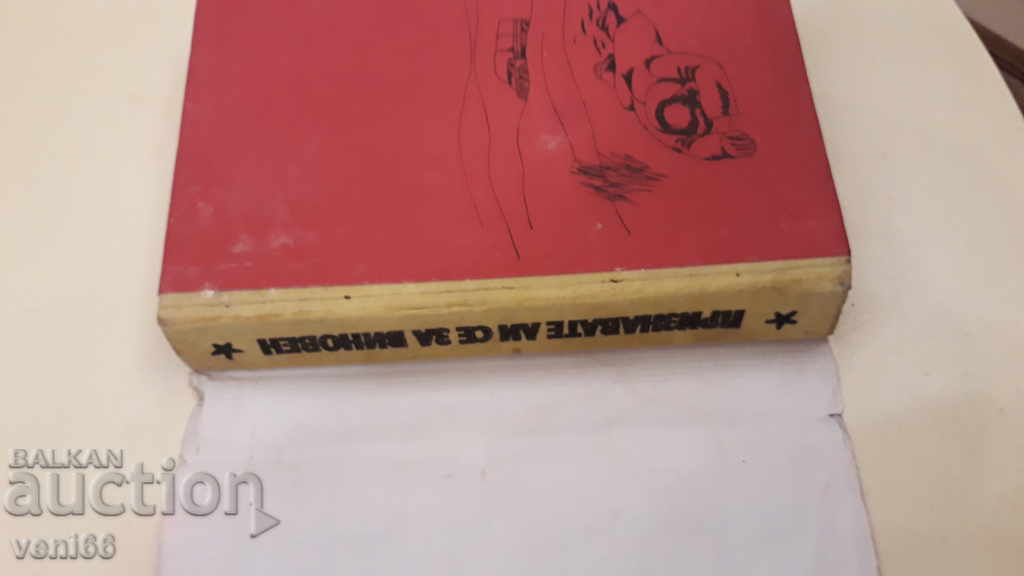 ★ ПРИЗНАВАТЕ ЛИ СЕ ЗА ВИНОВЕН ★
BALKAN
auction
veni66